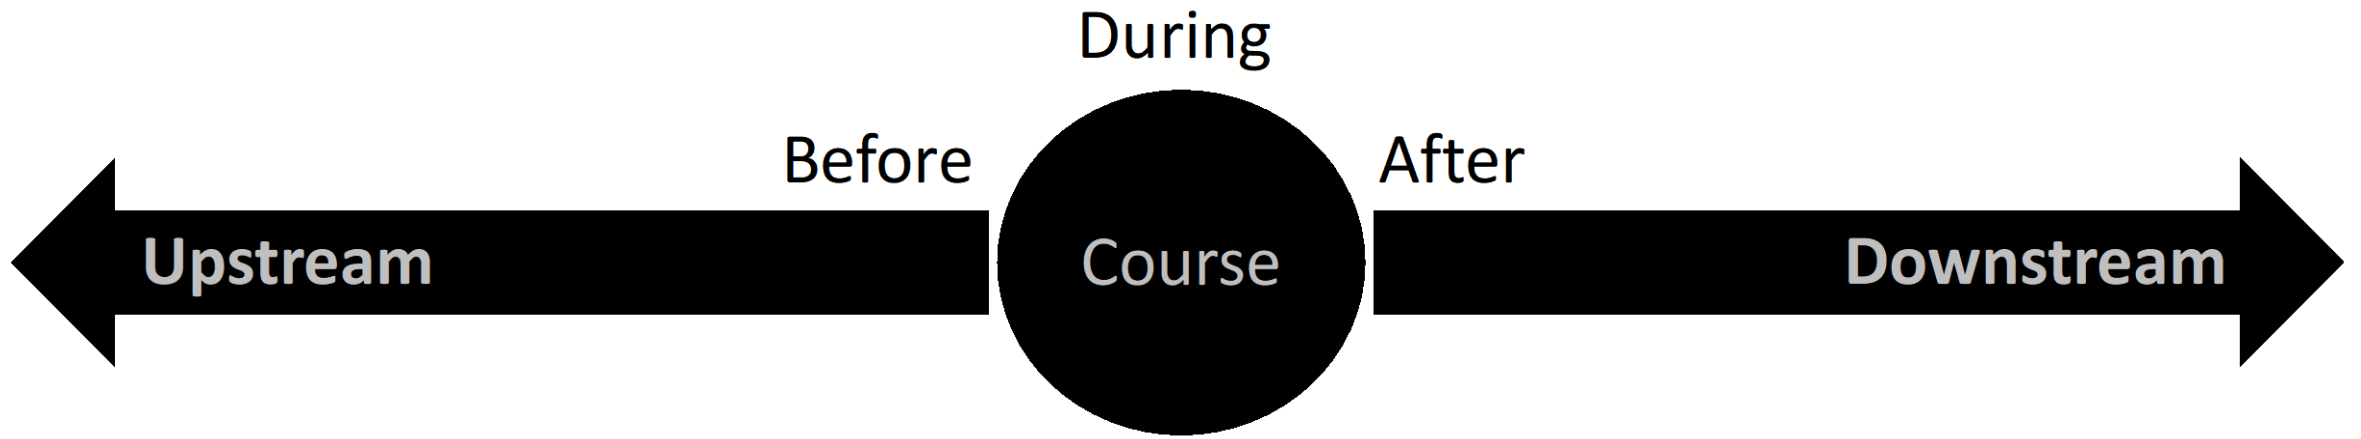 During
Before
After
Upstream
Course
Downstream